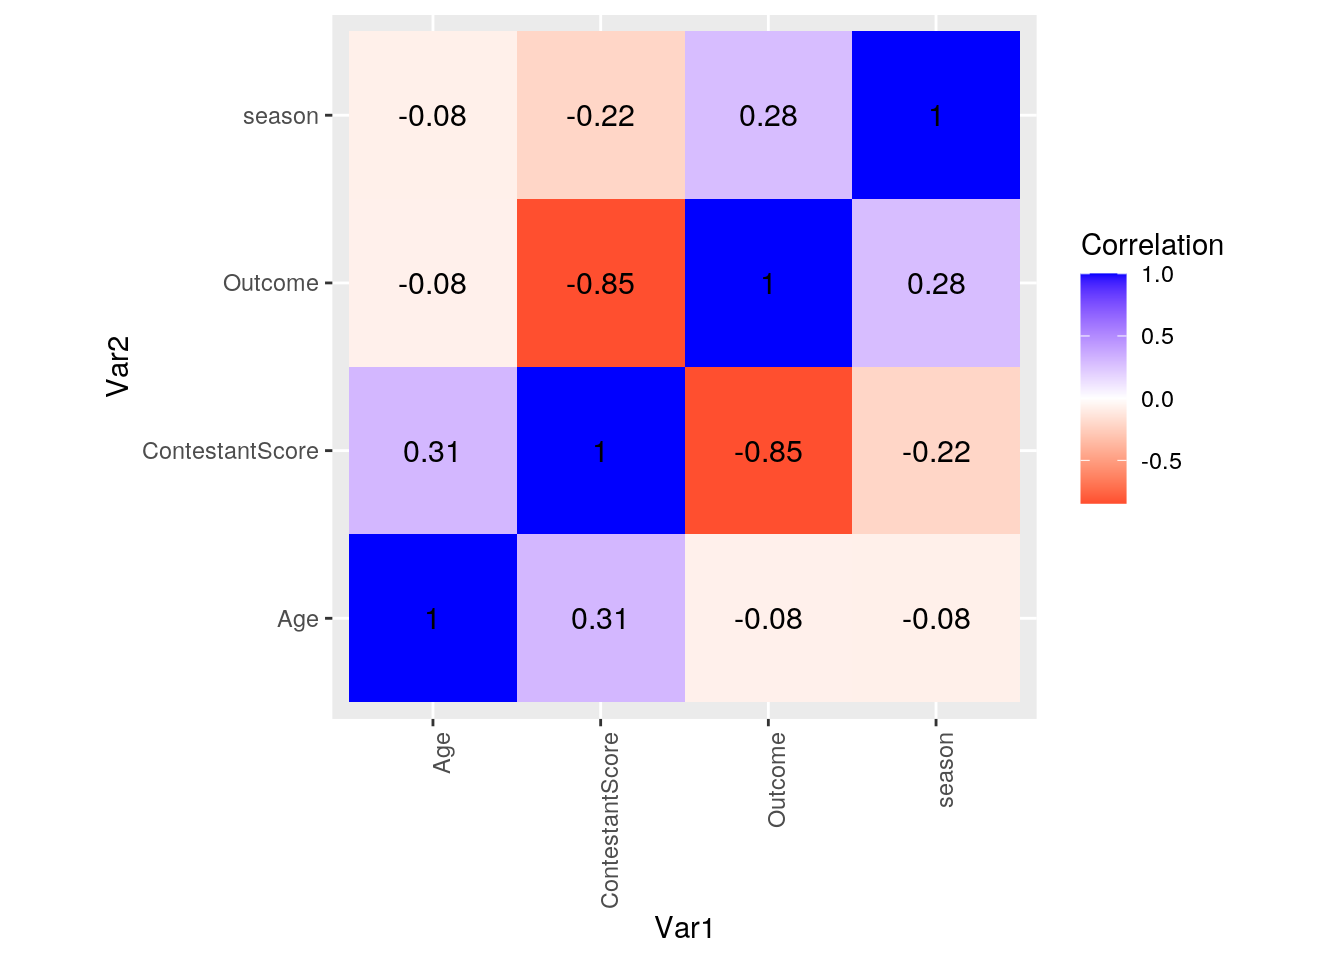 season
-0.08 -0.22 0.28 1
Outcome
-0.08 -0.85 1 0.28
ContestantScore
0.31 1 -0.85 -0.22
Age
1 0.31 -0.08 -0.08
Var2
Age
ContestantScore
Outcome
season
Var1
Correlation
1.0
0.5
0.0
-0.5